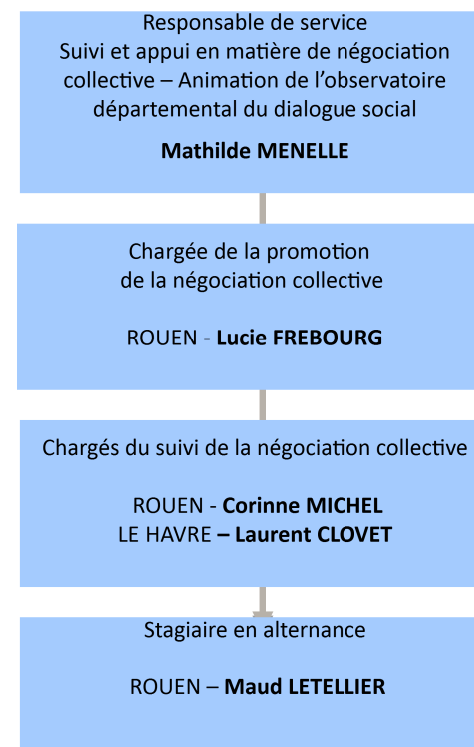 Responsable de service
Suivi et appui en matière de négociation
collective – Animation de l'observatoire
départemental du dialogue social
Mathilde MENELLE
Chargée de la promotion
de la négociation collective
ROUEN - Lucie FREBOURG
Chargés du suivi de la négociation collective
ROUEN - Corinne MICHEL
LE HAVRE – Laurent CLOVET
Stagiaire en alternance
ROUEN – Maud LETELLIER